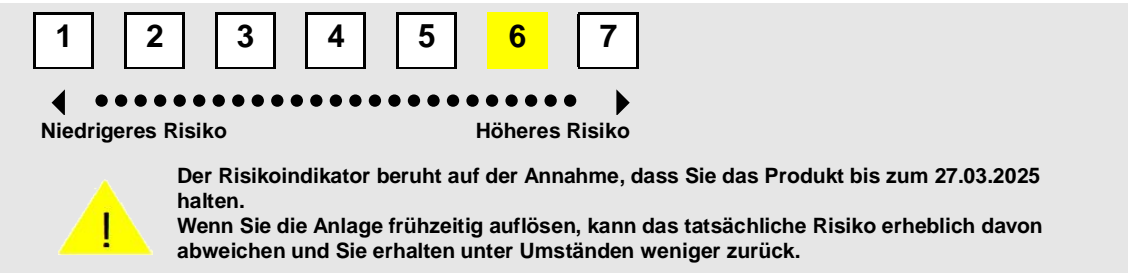 1 2 3 4 5 6 7
Niedrigeres Risiko Höheres Risiko
Der Risikoindikator beruht auf der Annahme, dass Sie das Produkt bis zum 27.03.2025
halten.
Wenn Sie die Anlage frühzeitig auflösen, kann das tatsächliche Risiko erheblich davon
abweichen und Sie erhalten unter Umständen weniger zurück.
!